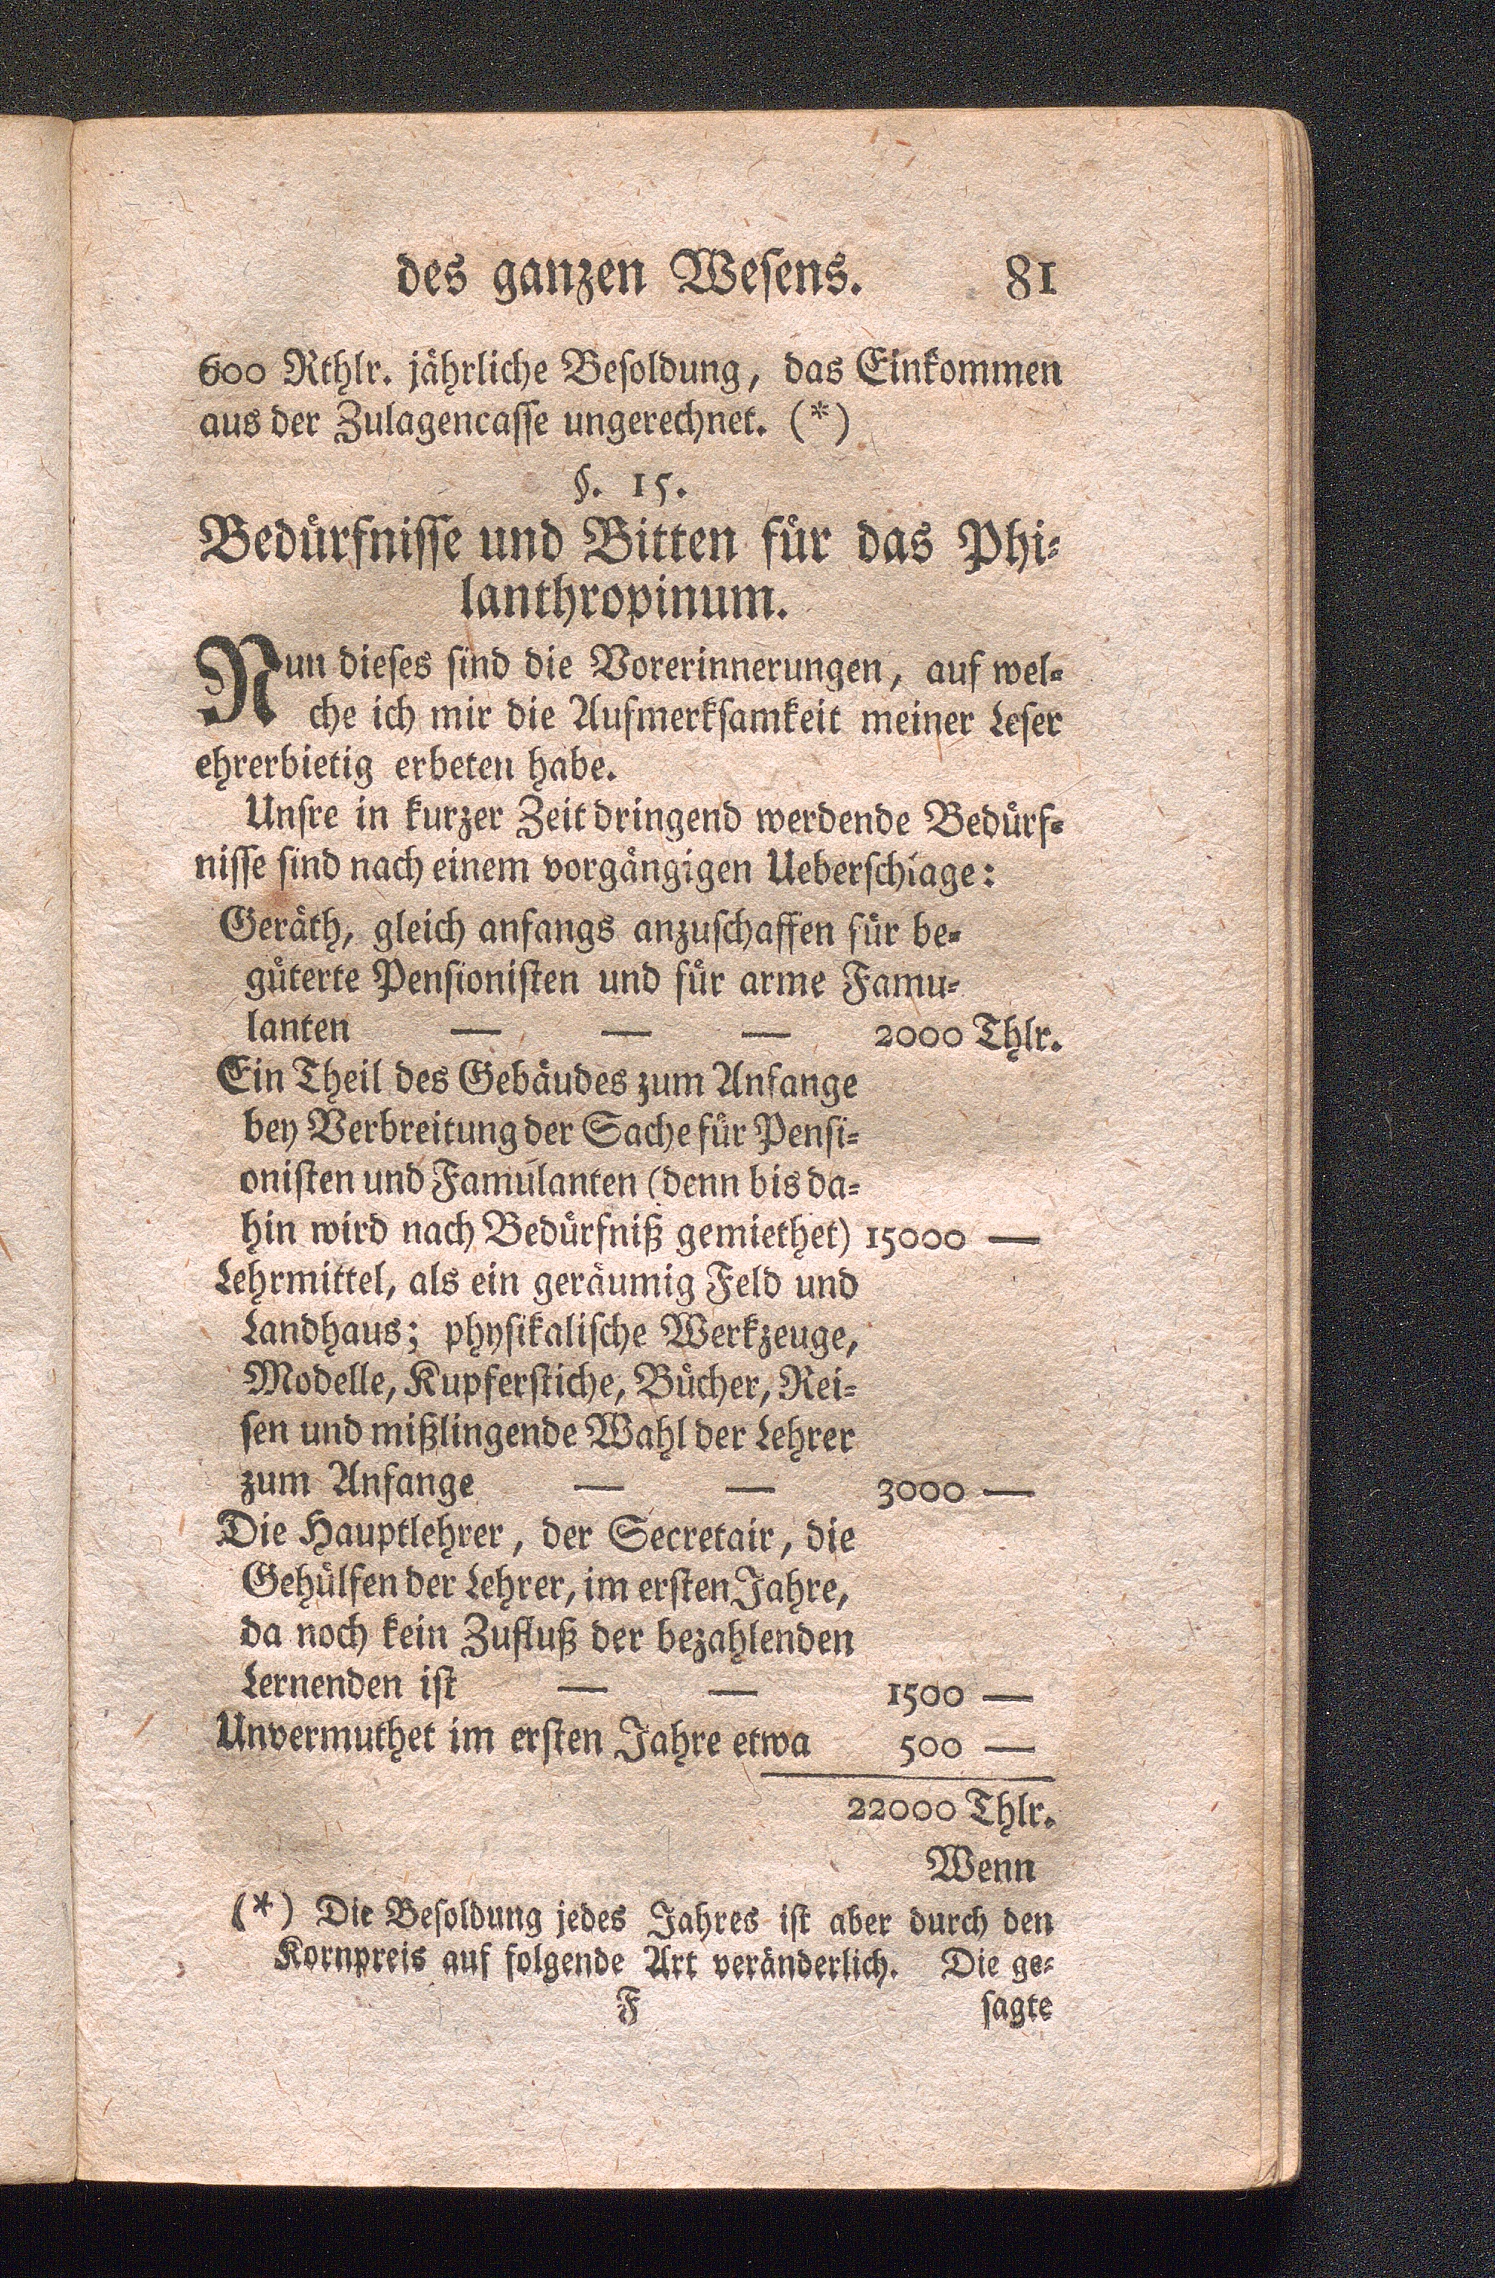 des ganzen Wesens. 81
600 Rthlr. jährliche Besoldung, das Einkommen
aus der Zulagencasse ungerechnet. (*)
§. 15.
Bedürfnisse und Bitten für das Phi-
lanthropinum.
Nun dieses sind die Vorerinnerungen, auf wel-
che ich mir die Aufmerksamkeit meiner Leser
ehrerbietig erbeten habe.
Unsre in kurzer Zeit dringend werdende Bedürf-
nisse sind nach einem vorgängigen Ueberschlage:
Geräth, gleich anfangs anzuschaffen für be-
güterte Pensionisten und für arme Famu-
lanten — — — 2000 Thlr.
Ein Theil des Gebäudes zum Anfange
bey Verbreitung der Sache für Pensi-
onisten und Famulanten (denn bis da-
hin wird nach Bedürfniß gemiethet) 15000 —
Lehrmittel, als ein geräumig Feld und
Landhaus; physikalische Werkzeuge,
Modelle, Kupferstiche, Bücher, Rei-
sen und mißlingende Wahl der Lehrer
zum Anfange — — 3000 —
Die Hauptlehrer, der Secretair, die
Gehülfen der Lehrer, im ersten Jahre,
da noch kein Zufluß der bezahlenden
Lernenden ist — — 1500 —
Unvermuthet im ersten Jahre etwa 500 —
22000 Thlr.
Wenn
(*) Die Besoldung jedes Jahres ist aber durch den
Kornpreis auf folgende Art veränderlich. Die ge-
F sagte